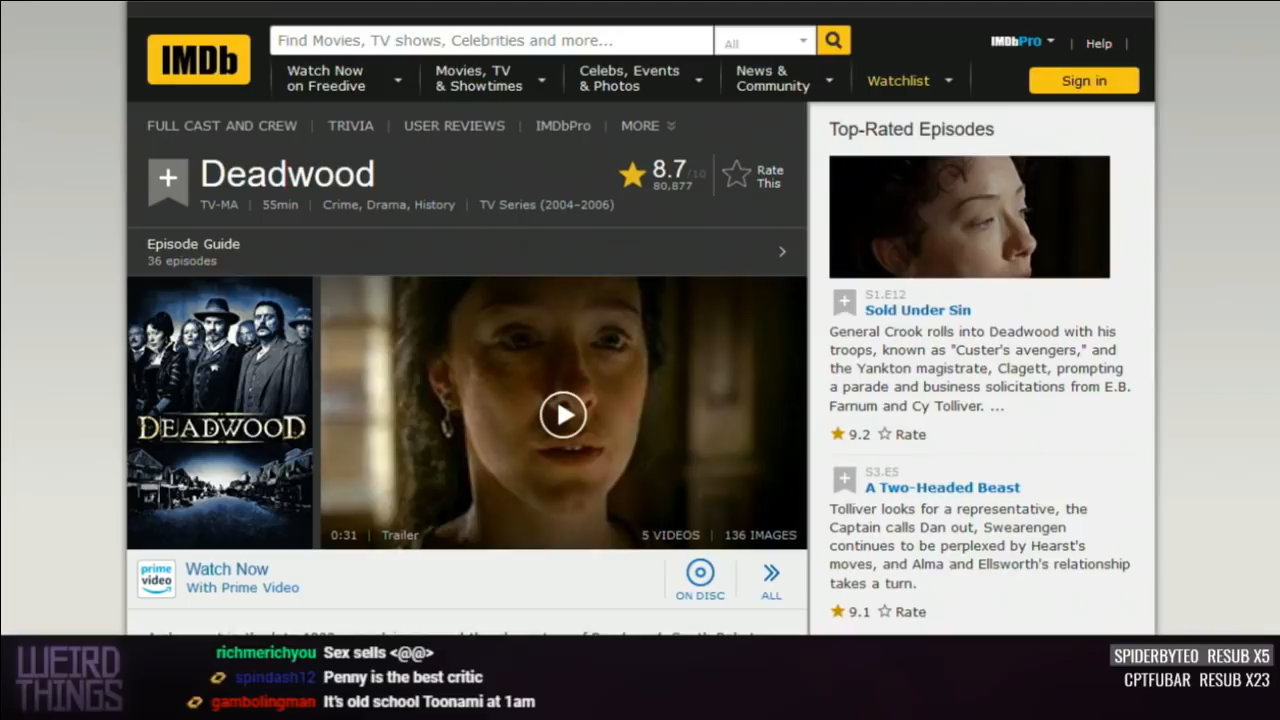 IMDb
Find Movies, TV shows, Celebrities and more...
All
IMDbPro
Help
Watch Now
on Freedive
Movies, TV
& Showtimes
Celebs, Events
& Photos
News &
Community
Watchlist
Sign in
FULL CAST AND CREW
TRIVIA
USER REVIEWS
IMDbPro
MORE
Deadwood
8.7/10
80,877
Rate
This
TV-MA | 55min | Crime, Drama, History | TV Series (2004–2006)
Episode Guide
36 episodes
DEADWOOD
0:31 | Trailer
5 VIDEOS | 136 IMAGES
prime
video
Watch Now
With Prime Video
ON DISC
ALL
Top-Rated Episodes
S1.E12
Sold Under Sin
General Crook rolls into Deadwood with his
troops, known as "Custer's avengers," and
the Yankton magistrate, Clagett, prompting
a parade and business solicitations from E.B.
Farnum and Cy Tolliver. ...
9.2 Rate
S3.E5
A Two-Headed Beast
Tolliver looks for a representative, the
Captain calls Dan out, Swearengen
continues to be perplexed by Hearst's
moves, and Alma and Ellsworth's relationship
takes a turn.
9.1 Rate
WEIRD
THINGS
richmerichyou Sex sells <@@>
spindash12 Penny is the best critic
gambolingman It's old school Toonami at 1am
SPIDERBYTE0 RESUB X5
CPTFUBAR RESUB X23